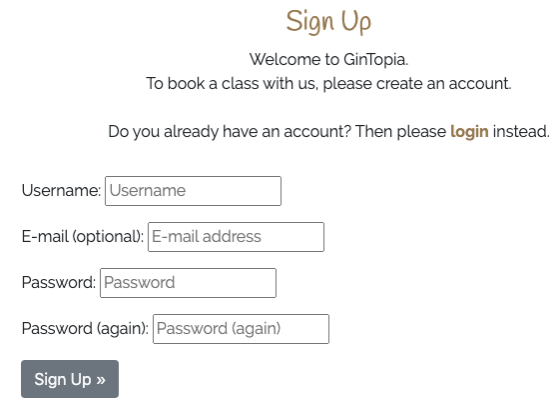 Sign Up
Welcome to GinTopia.
To book a class with us, please create an account.
Do you already have an account? Then please login instead.
Username: Username
E-mail (optional): E-mail address
Password: Password
Password (again): Password (again)
Sign Up »